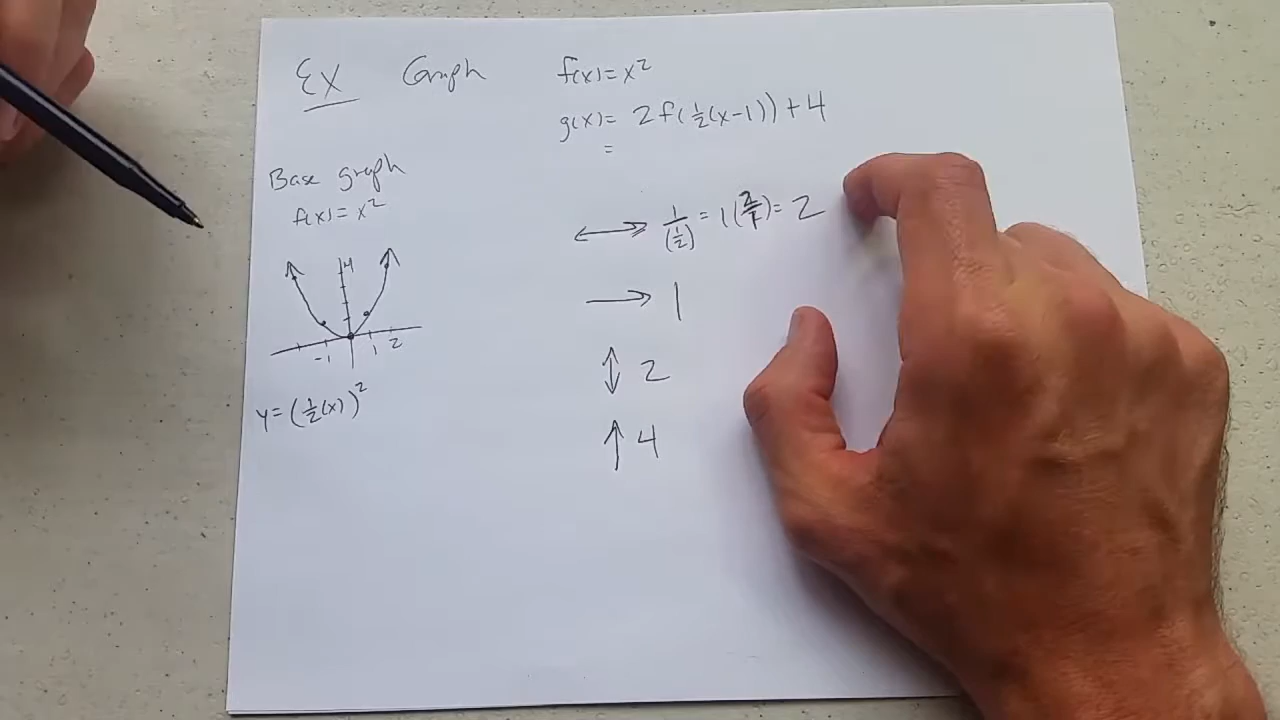 Ex Graph f(x) = x²
g(x) = 2f(½(x-1)) + 4
=
Base graph
f(x) = x²
4
-1 1 2
y = (½(x))²
↔ 1/(½) = 1(2/1) = 2
→ 1
↕ 2
↑ 4